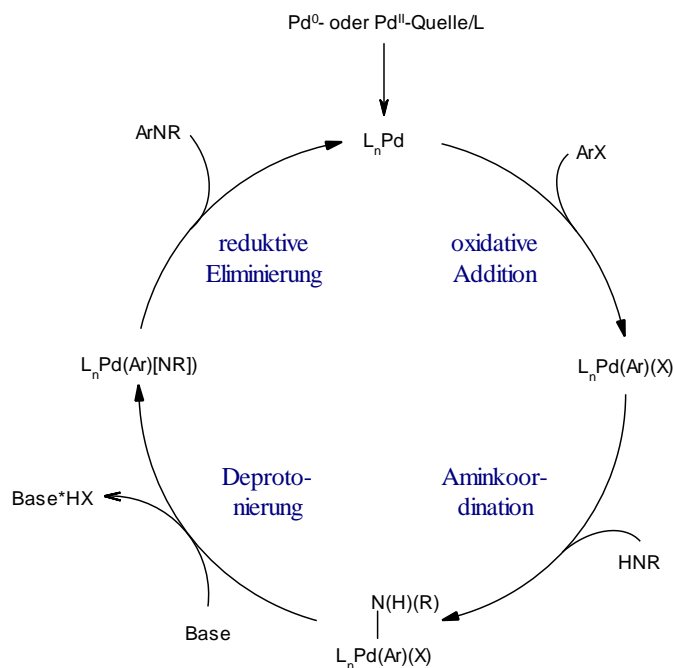 Pd⁰- oder Pdᴵᴵ-Quelle/L
LₙPd
ArNR
ArX
reduktive
Eliminierung
oxidative
Addition
LₙPd(Ar)[NR])
LₙPd(Ar)(X)
Deproto-
nierung
Aminkoor-
dination
Base*HX
HNR
Base
N(H)(R)
LₙPd(Ar)(X)